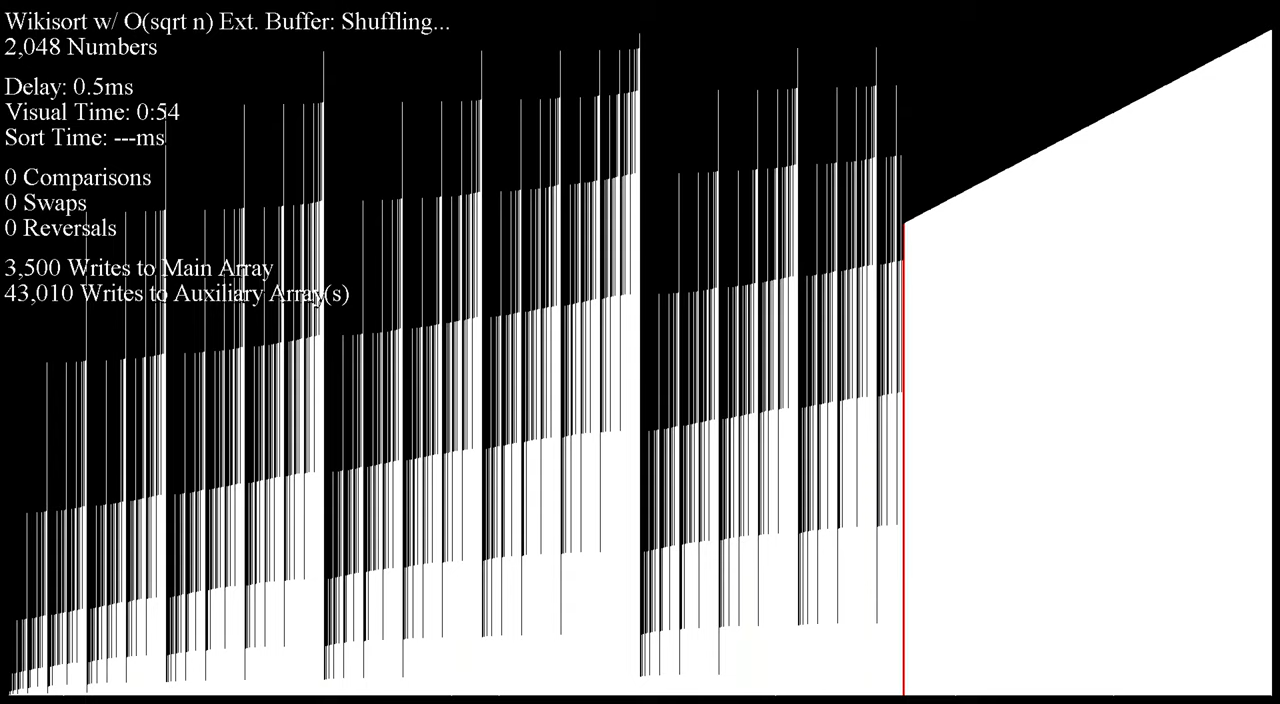 Wikisort w/ O(sqrt n) Ext. Buffer: Shuffling...
2,048 Numbers
Delay: 0.5ms
Visual Time: 0:54
Sort Time: ---ms
0 Comparisons
0 Swaps
0 Reversals
3,500 Writes to Main Array
43,010 Writes to Auxiliary Array(s)